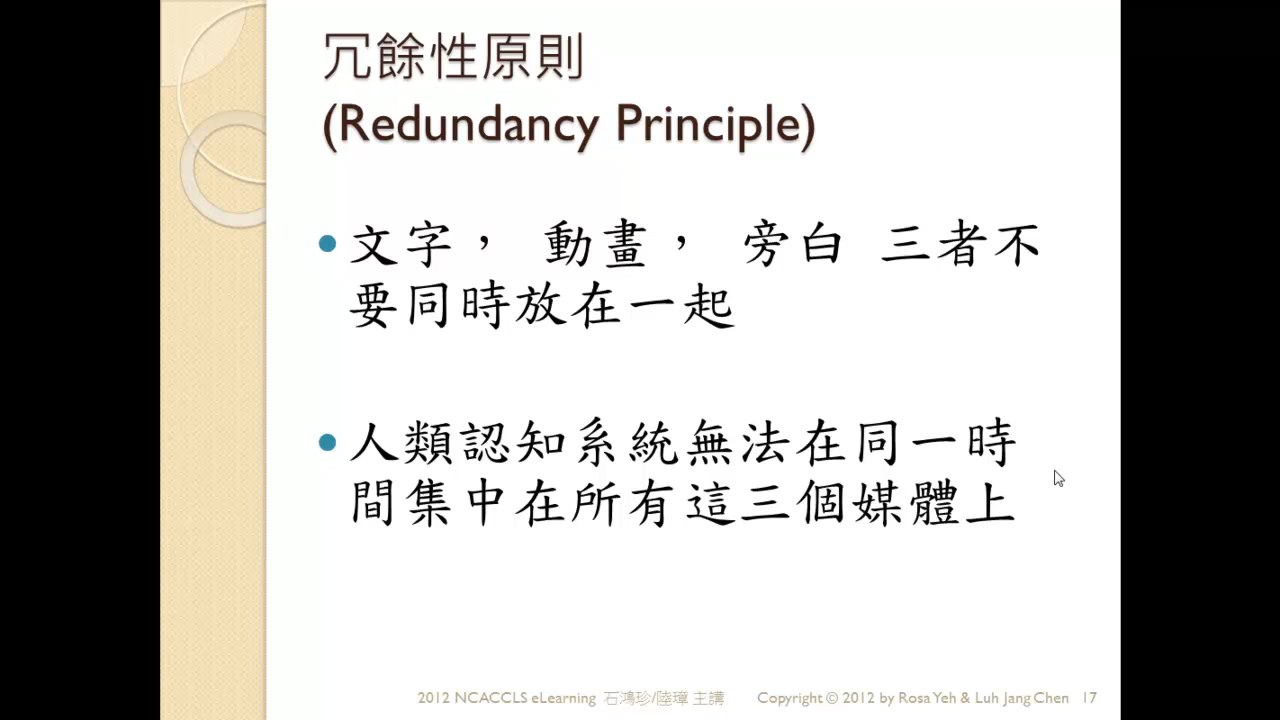 冗餘性原則
(Redundancy Principle)
文字， 動畫， 旁白 三者不
要同時放在一起
人類認知系統無法在同一時
間集中在所有這三個媒體上
2012 NCACCLS eLearning 石鴻珍/陸璋 主講 Copyright © 2012 by Rosa Yeh & Luh Jang Chen 17